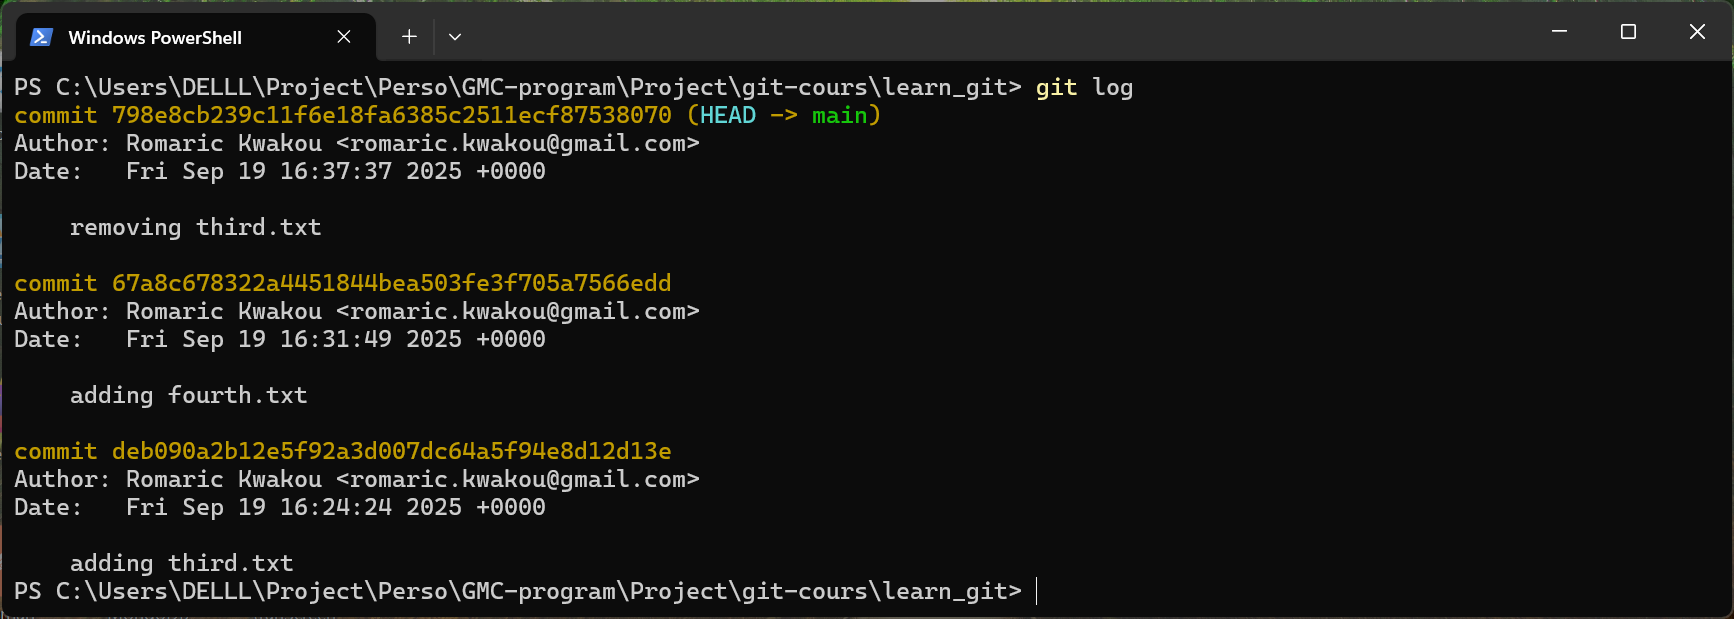 Windows PowerShell
PS C:\Users\DELLL\Project\Perso\GMC-program\Project\git-cours\learn_git> git log
commit 798e8cb239c11f6e18fa6385c2511ecf87538070 (HEAD -> main)
Author: Romaric Kwakou <romaric.kwakou@gmail.com>
Date:   Fri Sep 19 16:37:37 2025 +0000
    removing third.txt
commit 67a8c678322a4451844bea503fe3f705a7566edd
Author: Romaric Kwakou <romaric.kwakou@gmail.com>
Date:   Fri Sep 19 16:31:49 2025 +0000
    adding fourth.txt
commit deb090a2b12e5f92a3d007dc64a5f94e8d12d13e
Author: Romaric Kwakou <romaric.kwakou@gmail.com>
Date:   Fri Sep 19 16:24:24 2025 +0000
    adding third.txt
PS C:\Users\DELLL\Project\Perso\GMC-program\Project\git-cours\learn_git>